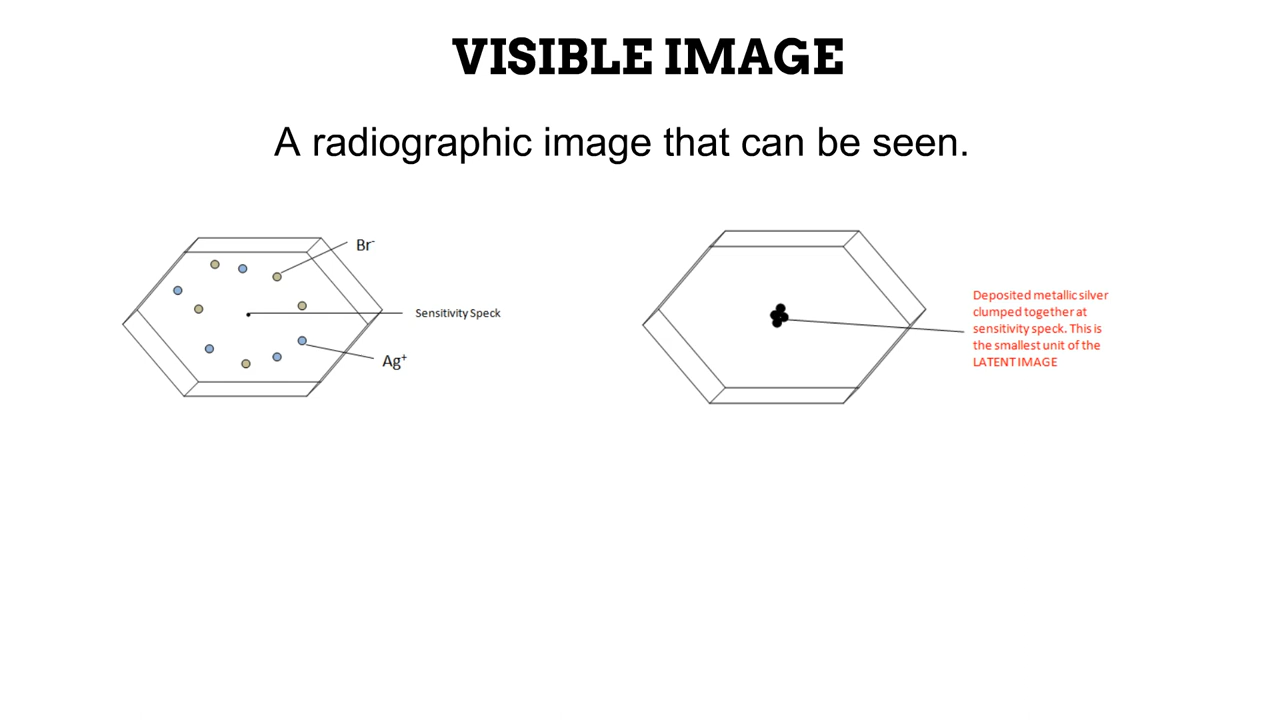 VISIBLE IMAGE
A radiographic image that can be seen.
Br⁻
Sensitivity Speck
Ag⁺
Deposited metallic silver
clumped together at
sensitivity speck. This is
the smallest unit of the
LATENT IMAGE